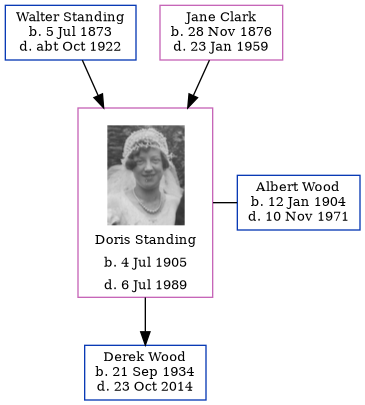 Walter Standing
b. 5 Jul 1873
d. abt Oct 1922
Jane Clark
b. 28 Nov 1876
d. 23 Jan 1959
Doris Standing
b. 4 Jul 1905
d. 6 Jul 1989
Albert Wood
b. 12 Jan 1904
d. 10 Nov 1971
Derek Wood
b. 21 Sep 1934
d. 23 Oct 2014